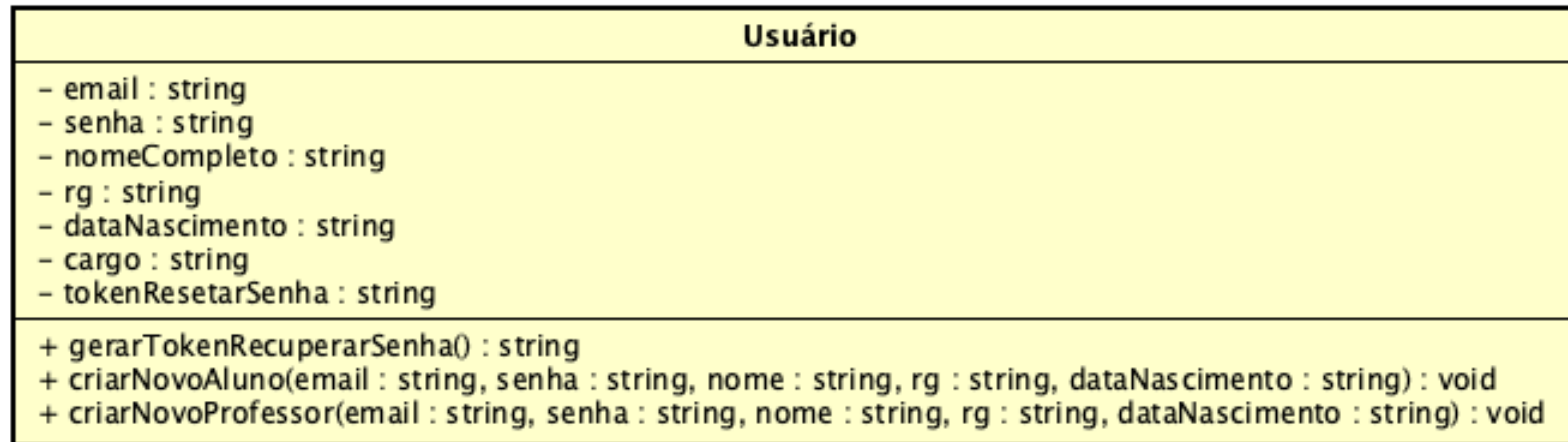 Usuário
- email : string
- senha : string
- nomeCompleto : string
- rg : string
- dataNascimento : string
- cargo : string
- tokenResetarSenha : string
+ gerarTokenRecuperarSenha() : string
+ criarNovoAluno(email : string, senha : string, nome : string, rg : string, dataNascimento : string) : void
+ criarNovoProfessor(email : string, senha : string, nome : string, rg : string, dataNascimento : string) : void